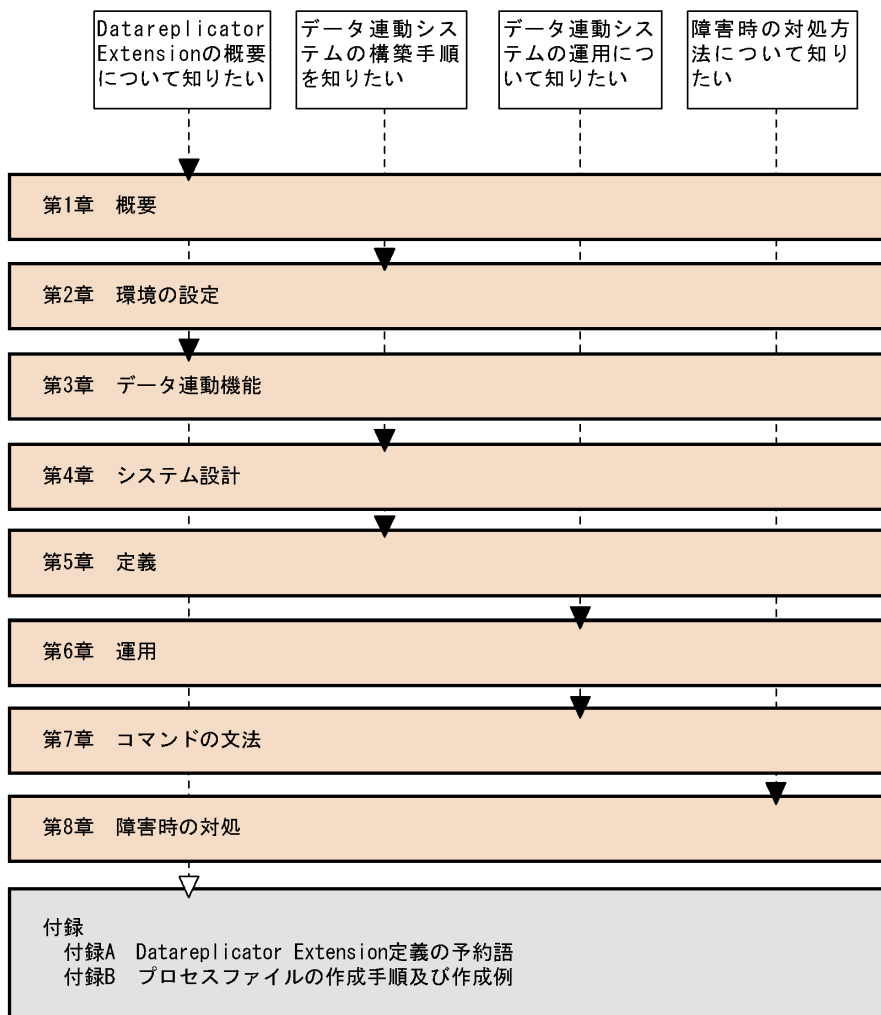 Datareplicator
Extensionの概要
について知りたい
データ連動シス
テムの構築手順
を知りたい
データ連動シス
テムの運用につ
いて知りたい
障害時の対処方
法について知り
たい
第1章　概要
第2章　環境の設定
第3章　データ連動機能
第4章　システム設計
第5章　定義
第6章　運用
第7章　コマンドの文法
第8章　障害時の対処
付録
付録A　Datareplicator Extension定義の予約語
付録B　プロセスファイルの作成手順及び作成例